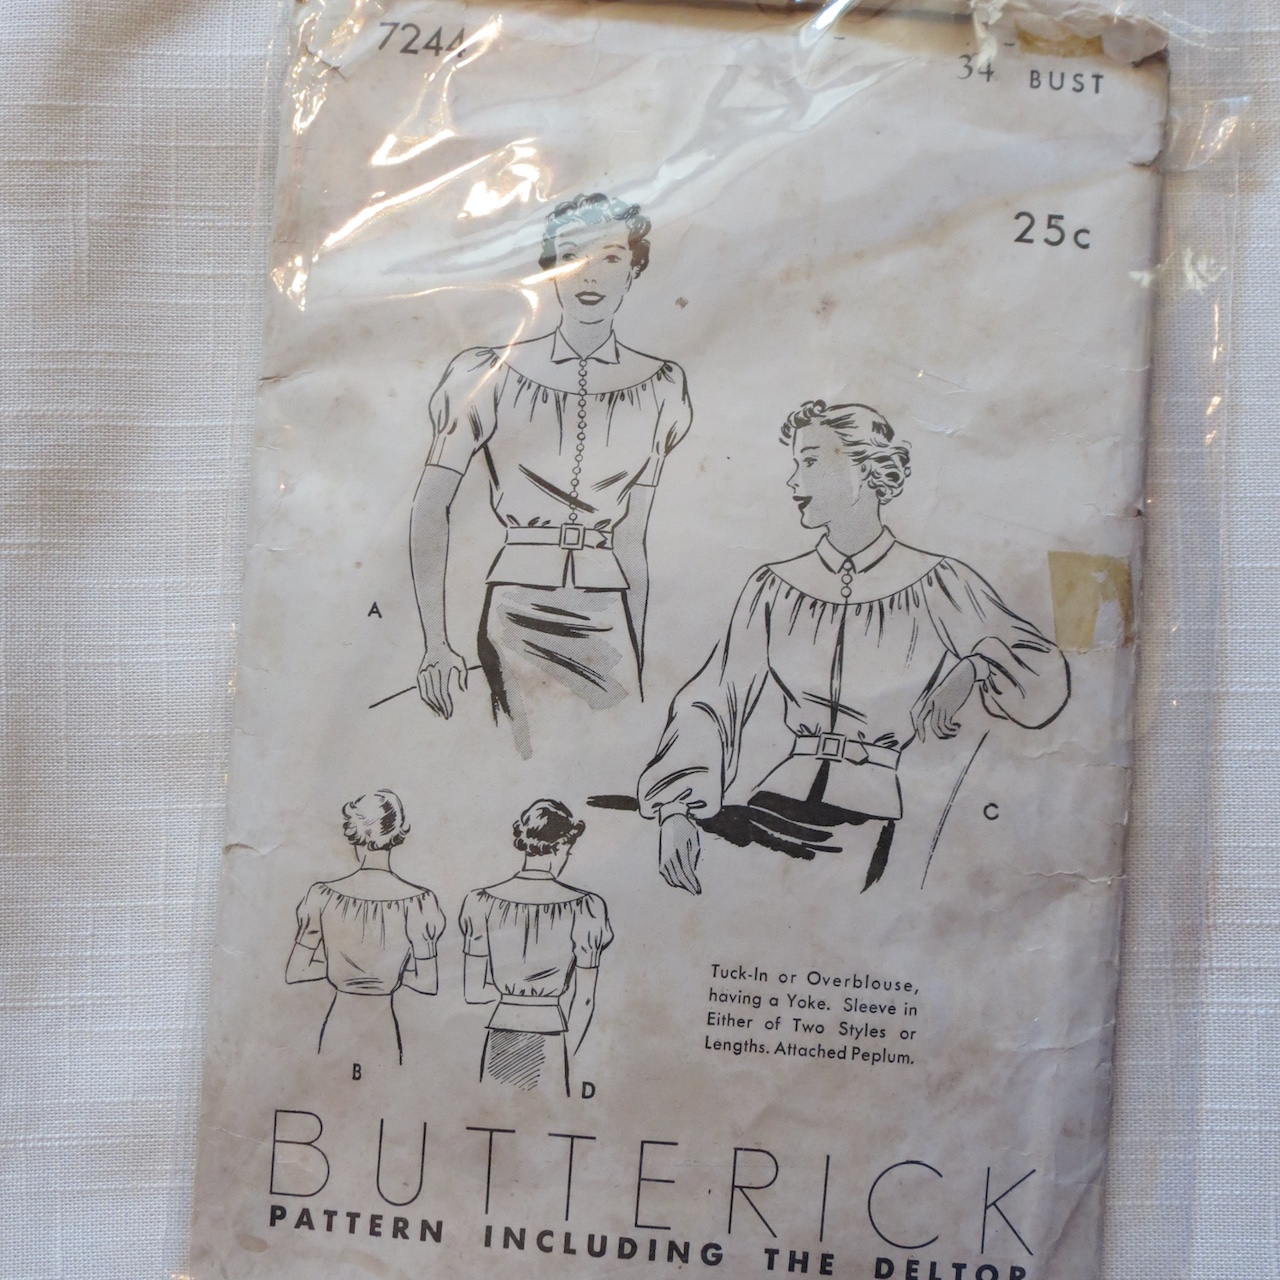 7244
34 BUST
25c
A
C
B
D
Tuck-In or Overblouse,
having a Yoke. Sleeve in
Either of Two Styles or
Lengths. Attached Peplum.
BUTTERICK
PATTERN INCLUDING THE DELTOR